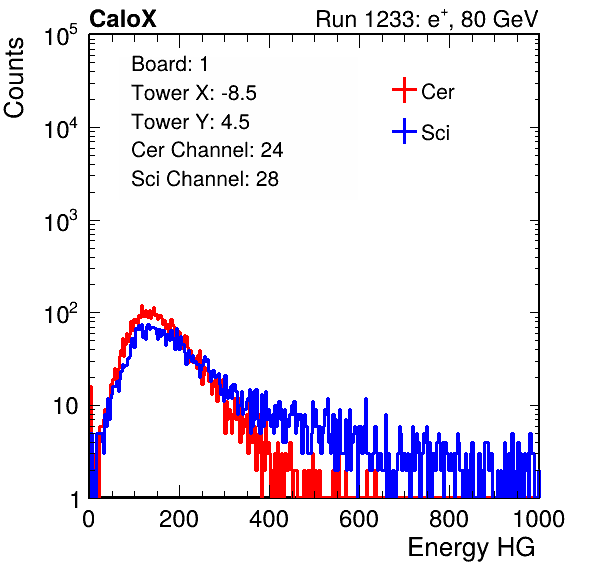 CaloX Run 1233: e⁺, 80 GeV
Counts
Board: 1
Tower X: -8.5
Tower Y: 4.5
Cer Channel: 24
Sci Channel: 28
Cer
Sci
10⁵
10⁴
10³
10²
10
1
0 200 400 600 800 1000
Energy HG